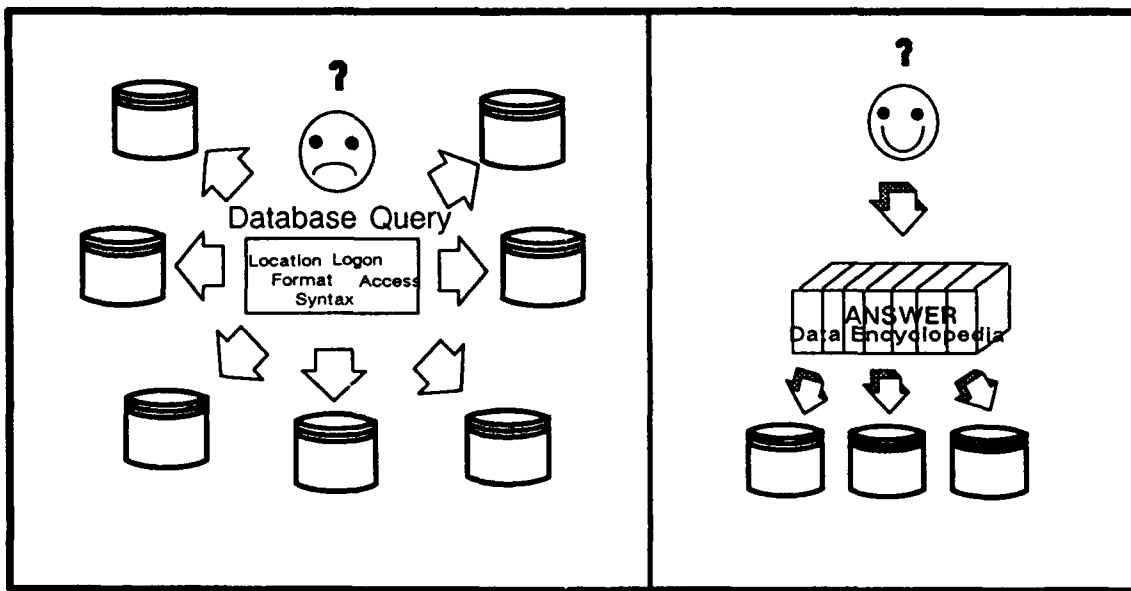 ?
Database Query
Location Logon
Format Access
Syntax
?
ANSWER
Data Encyclopedia